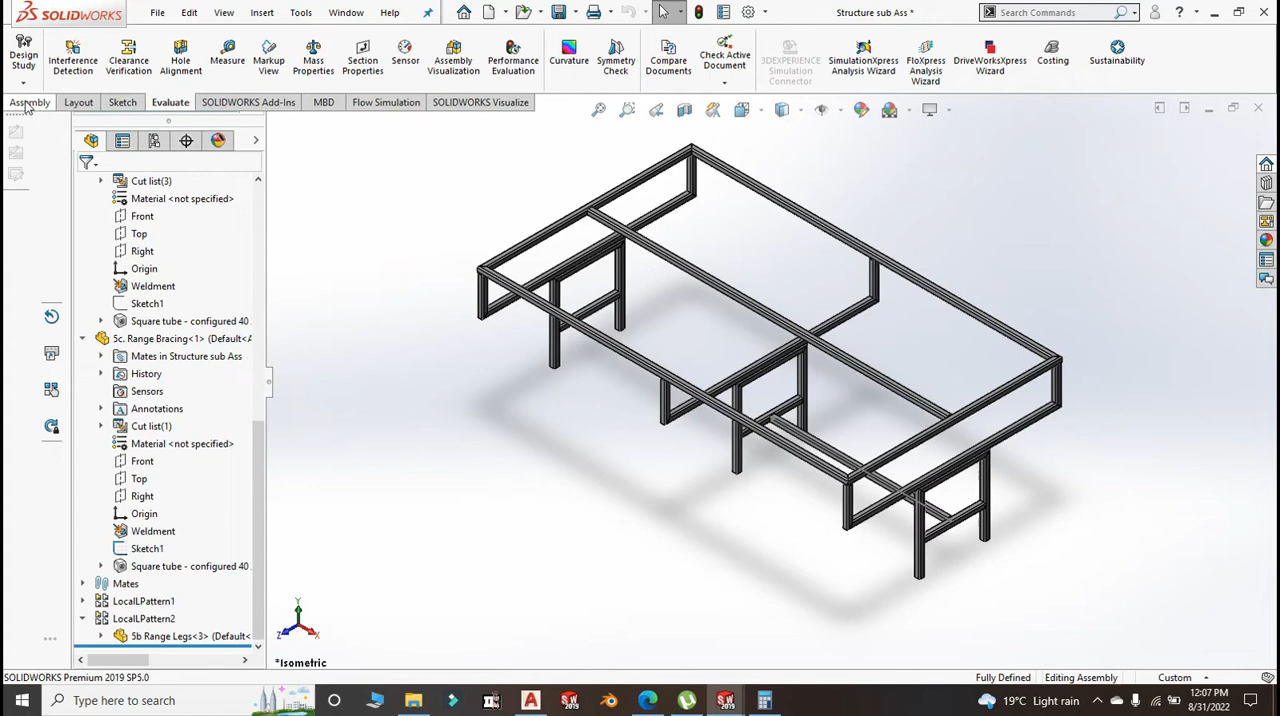 SOLIDWORKS File Edit View Insert Tools Window Help Structure sub Ass * Search Commands
Design Study Interference Detection Clearance Verification Hole Alignment Measure Markup View Mass Properties Section Properties Sensor Assembly Visualization Performance Evaluation Curvature Symmetry Check Compare Documents Check Active Document 3DEXPERIENCE Simulation Connector SimulationXpress Analysis Wizard FloXpress Analysis Wizard DriveWorksXpress Wizard Costing Sustainability
Assembly Layout Sketch Evaluate SOLIDWORKS Add-Ins MBD Flow Simulation SOLIDWORKS Visualize
Cut list(3)
Material <not specified>
Front
Top
Right
Origin
Weldment
Sketch1
Square tube - configured 40
5c. Range Bracing<1> (Default<
Mates in Structure sub Ass
History
Sensors
Annotations
Cut list(1)
Material <not specified>
Front
Top
Right
Origin
Weldment
Sketch1
Square tube - configured 40
Mates
LocalLPattern1
LocalLPattern2
5b Range Legs<3> (Default<
Y
Z X
*Isometric
SOLIDWORKS Premium 2019 SP5.0 Fully Defined Editing Assembly Custom
Type here to search 19°C Light rain 12:07 PM
8/31/2022